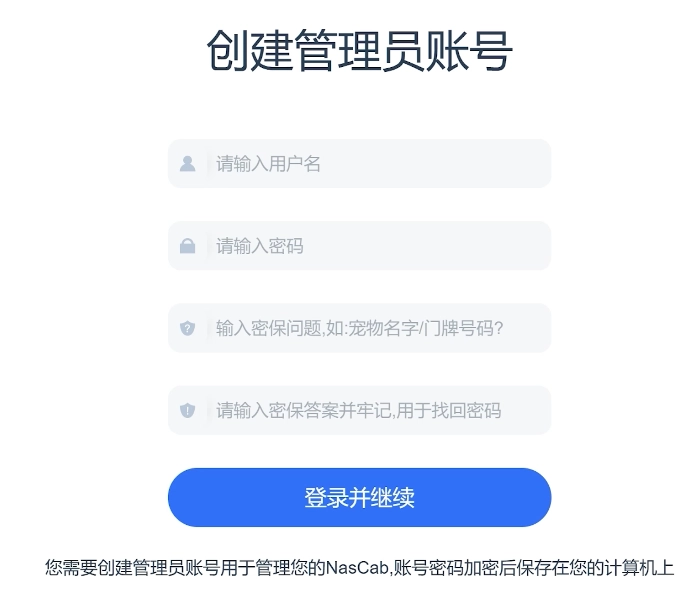 创建管理员账号
请输入用户名
请输入密码
输入密保问题,如:宠物名字/门牌号码?
请输入密保答案并牢记,用于找回密码
登录并继续
您需要创建管理员账号用于管理您的NasCab,账号密码加密后保存在您的计算机上